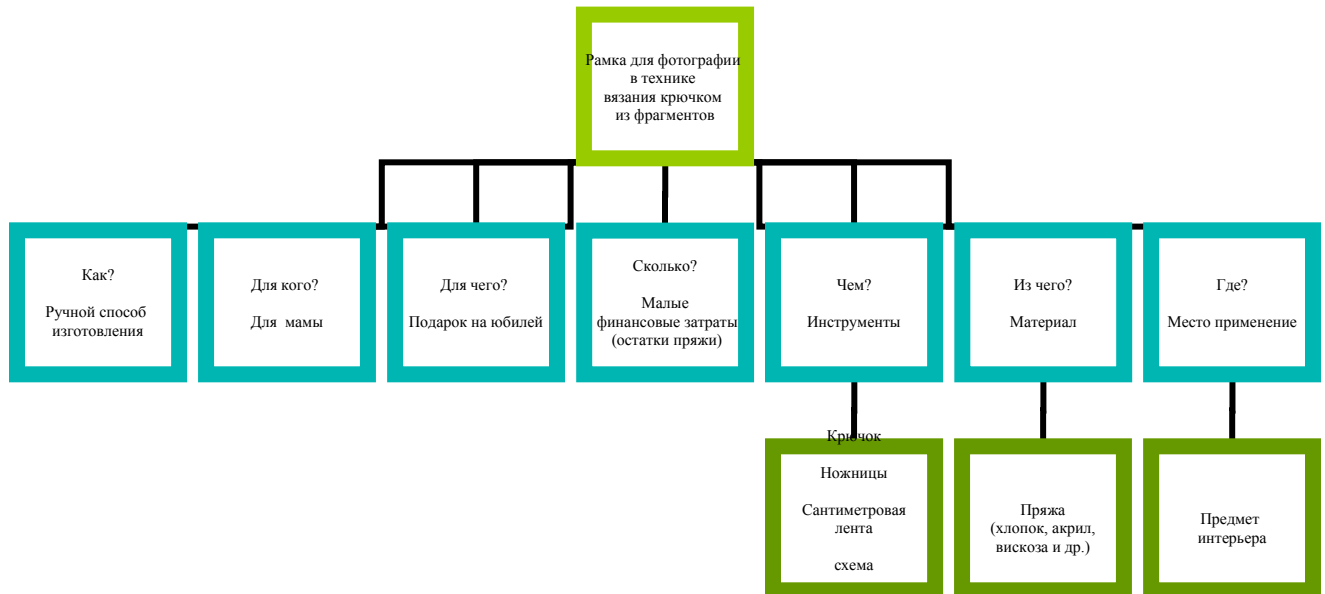 Рамка для фотографии
в технике
вязания крючком
из фрагментов
Как?
Ручной способ
изготовления
Для кого?
Для мамы
Для чего?
Подарок на юбилей
Сколько?
Малые
финансовые затраты
(остатки пряжи)
Чем?
Инструменты
Из чего?
Материал
Где?
Место применение
Крючок
Ножницы
Сантиметровая
лента
схема
Пряжа
(хлопок, акрил,
вискоза и др.)
Предмет
интерьера